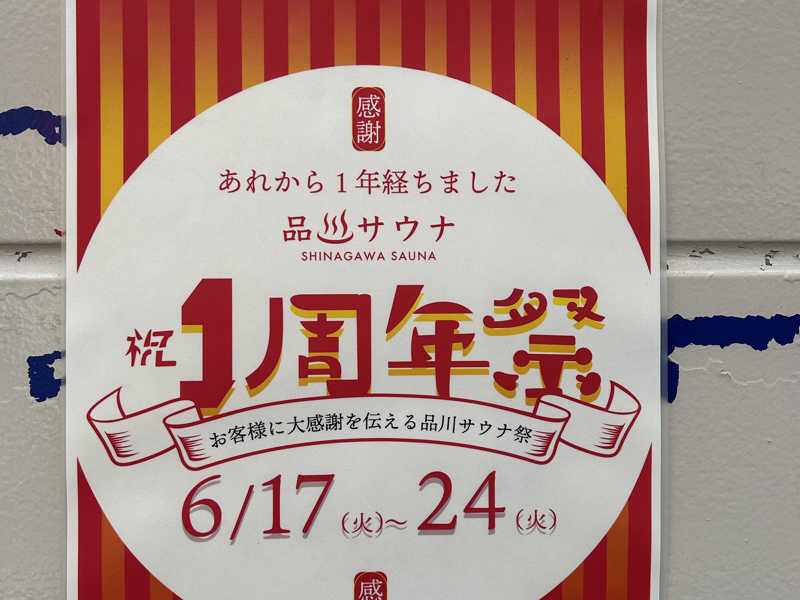 感謝
あれから1年経ちました
品川サウナ
SHINAGAWA SAUNA
祝1周年祭
お客様に大感謝を伝える品川サウナ祭
6/17(火)〜24(火)
感